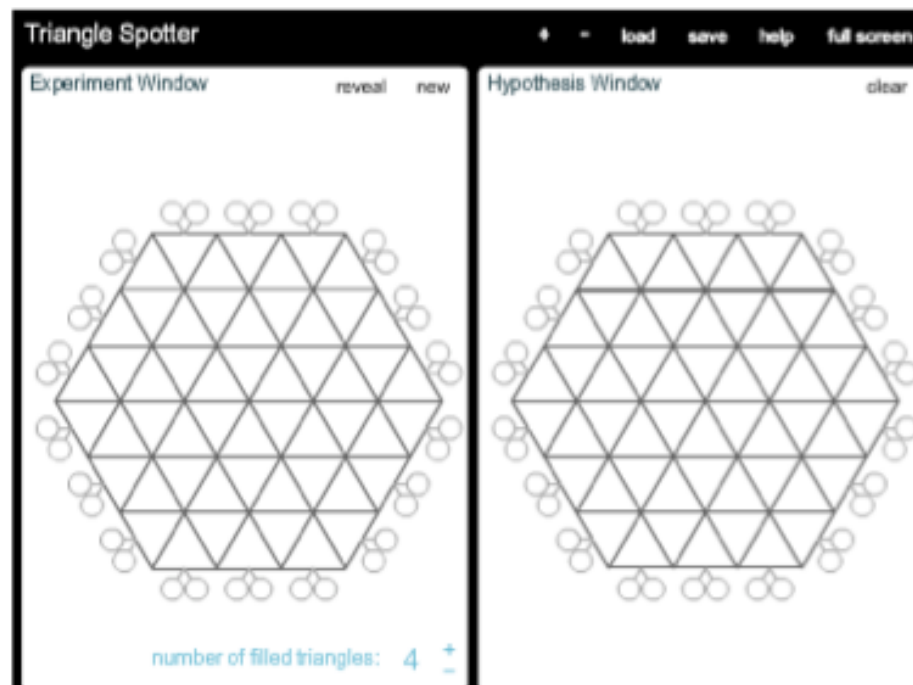 Triangle Spotter + - load save help full screen
Experiment Window reveal new
Hypothesis Window clear
number of filled triangles: 4 + -